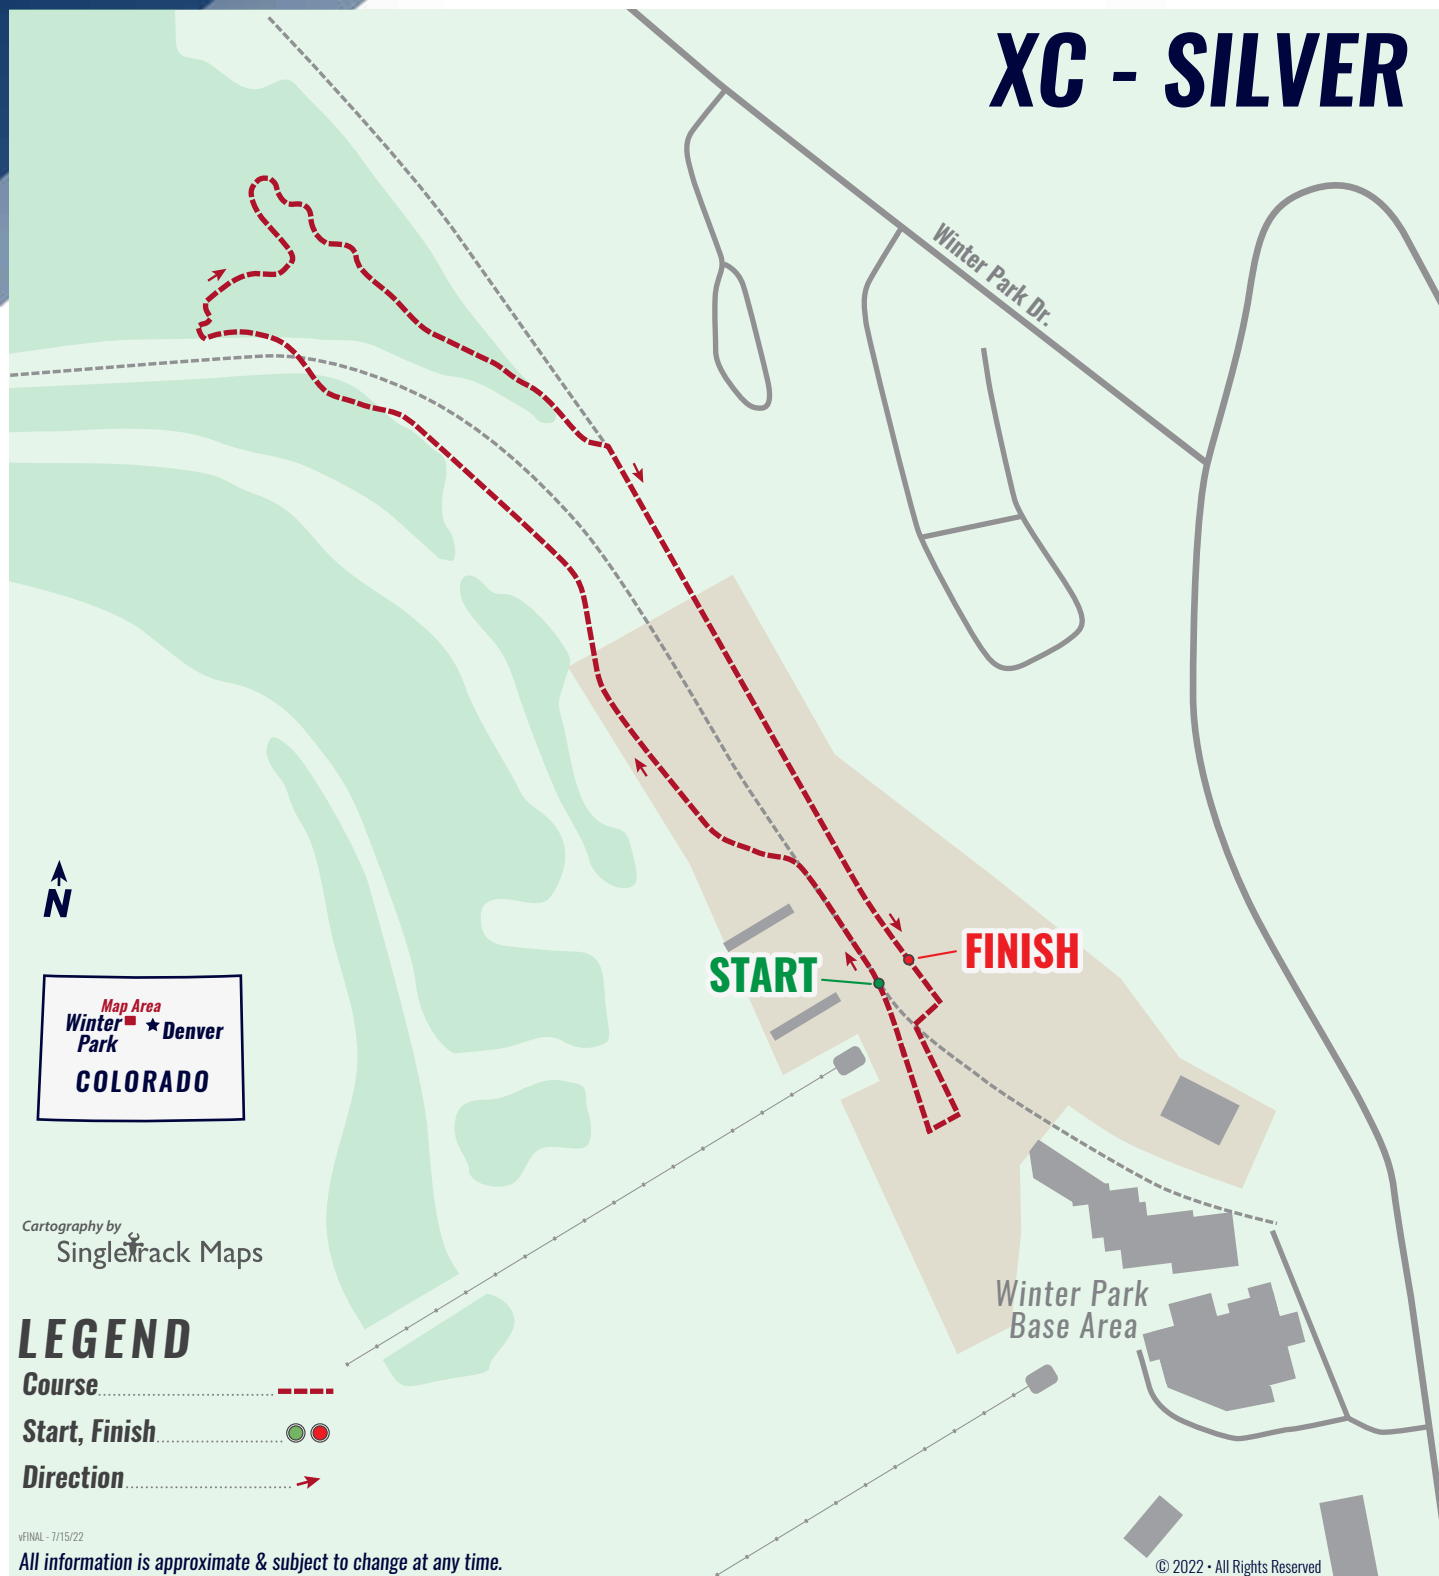 XC - SILVER
Winter Park Dr.
FINISH
START
N
Map Area
Winter
Park
Denver
COLORADO
Cartography by
SingleTrack Maps
Winter Park
Base Area
LEGEND
Course
Start, Finish
Direction
vFINAL - 7/15/22
All information is approximate & subject to change at any time.
© 2022 • All Rights Reserved